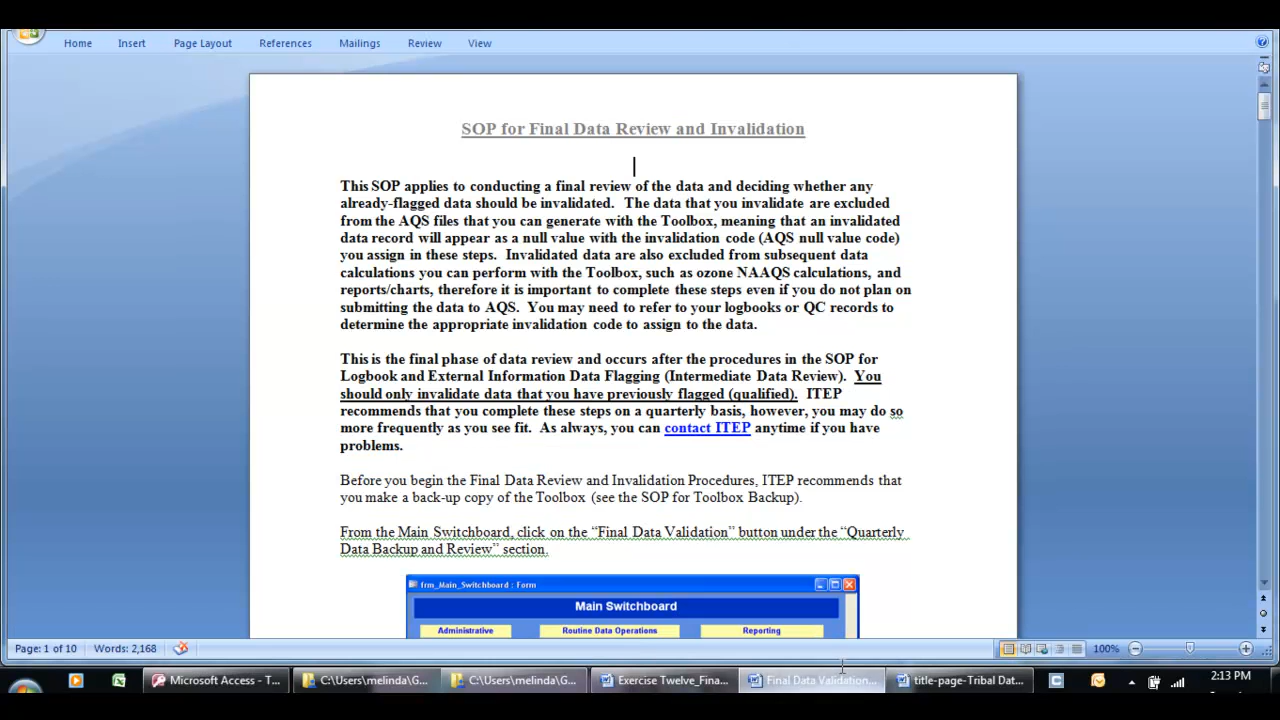 Home Insert Page Layout References Mailings Review View
SOP for Final Data Review and Invalidation
This SOP applies to conducting a final review of the data and deciding whether any
already-flagged data should be invalidated. The data that you invalidate are excluded
from the AQS files that you can generate with the Toolbox, meaning that an invalidated
data record will appear as a null value with the invalidation code (AQS null value code)
you assign in these steps. Invalidated data are also excluded from subsequent data
calculations you can perform with the Toolbox, such as ozone NAAQS calculations, and
reports/charts, therefore it is important to complete these steps even if you do not plan on
submitting the data to AQS. You may need to refer to your logbooks or QC records to
determine the appropriate invalidation code to assign to the data.
This is the final phase of data review and occurs after the procedures in the SOP for
Logbook and External Information Data Flagging (Intermediate Data Review). You
should only invalidate data that you have previously flagged (qualified). ITEP
recommends that you complete these steps on a quarterly basis, however, you may do so
more frequently as you see fit. As always, you can contact ITEP anytime if you have
problems.
Before you begin the Final Data Review and Invalidation Procedures, ITEP recommends that
you make a back-up copy of the Toolbox (see the SOP for Toolbox Backup).
From the Main Switchboard, click on the “Final Data Validation” button under the “Quarterly
Data Backup and Review” section.
frm_Main_Switchboard : Form
Main Switchboard
Administrative Routine Data Operations Reporting
Page: 1 of 10 Words: 2,168 100%
Microsoft Access - T... C:\Users\melinda\G... C:\Users\melinda\G... Exercise Twelve_Fina... Final Data Validation... title-page-Tribal Dat... 2:13 PM